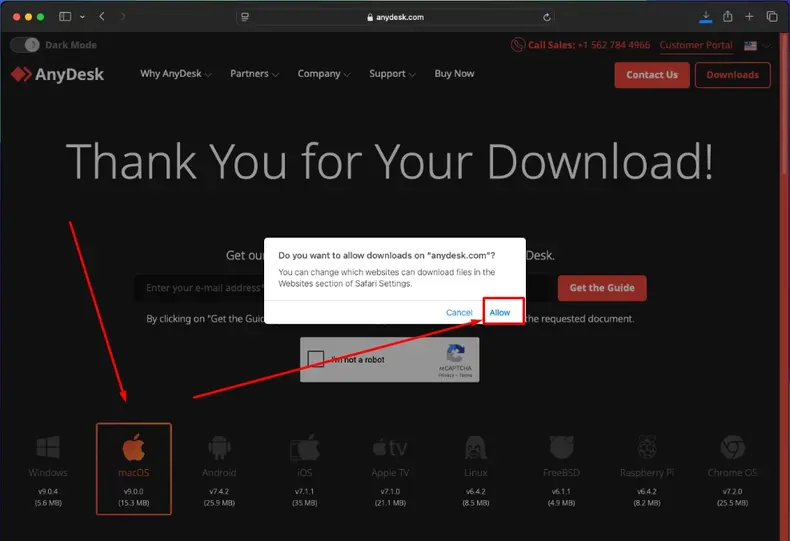 anydesk.com
Dark Mode
Call Sales: +1 562 784 4966 Customer Portal
AnyDesk Why AnyDesk Partners Company Support Buy Now Contact Us Downloads
Thank You for Your Download!
Do you want to allow downloads on “anydesk.com”?
You can change which websites can download files in the
Websites section of Safari Settings.
Cancel Allow
Get our
Desk.
Enter your e-mail address*
Get the Guide
By clicking on "Get the Guid
the requested document.
I'm not a robot
reCAPTCHA
Privacy - Terms
Windows macOS Android iOS Apple TV Linux FreeBSD Raspberry Pi Chrome OS
v9.0.4 v9.0.0 v7.4.2 v7.1.1 v7.1.0 v6.4.2 v6.1.1 v6.4.2 v7.2.0
(5.6 MB) (15.3 MB) (25.9 MB) (35 MB) (21.1 MB) (8.5 MB) (4.9 MB) (8.2 MB) (25.5 MB)